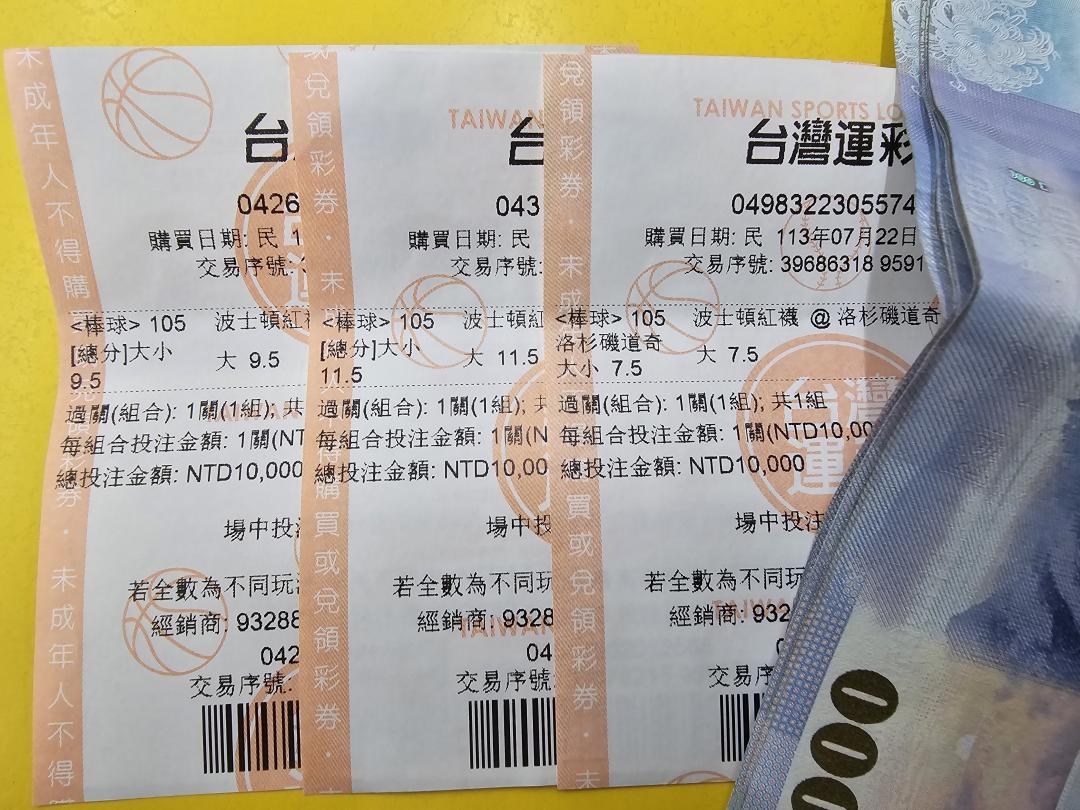 未成年人不得購
台
0426
購買日期: 民 1
交易序號:
<棒球> 105 波士頓紅襪
[總分]大小
大 9.5
9.5
過關(組合): 1關(1組); 共
每組合投注金額: 1關(NT
總投注金額: NTD10,000
場中投
若全數為不同玩
經銷商: 93288
042
交易序號:
未成年人不得購
兌領彩券・未
TAIWAN
台
043
購買日期: 民
交易序號:
<棒球> 105 波士頓紅
[總分]大小
大 11.5
11.5
過關(組合): 1關(1組); 共
每組合投注金額: 1關(N
總投注金額: NTD10,00
場中投
若全數為不同玩
經銷商: 9328
04
交易序號
購買或兌領彩券・
兌領彩券・未成
TAIWAN SPORTS LO
台灣運彩
0498322305574
購買日期: 民 113年07月22日
交易序號: 39686318 9591
<棒球> 105 波士頓紅襪 @ 洛杉磯道奇
洛杉磯道奇
大 7.5
大小 7.5
過關(組合): 1關(1組); 共1組
每組合投注金額: 1關(NTD10,00
總投注金額: NTD10,000
場中投注
若全數為不同玩
經銷商: 932
0
交易序
購買或兌領彩券・未
台灣
運
000